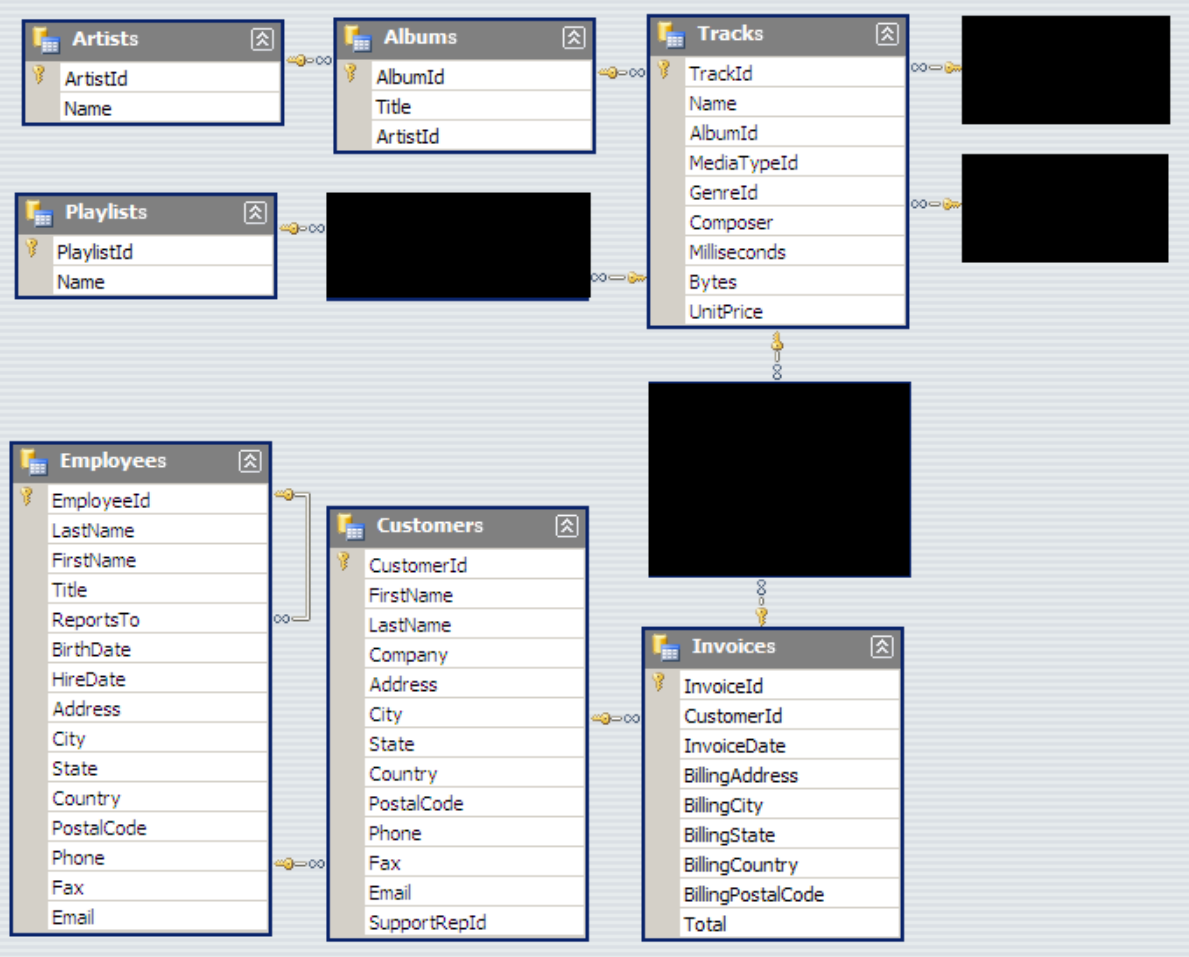 Artists
ArtistId
Name
Albums
AlbumId
Title
ArtistId
Tracks
TrackId
Name
AlbumId
MediaTypeId
GenreId
Composer
Milliseconds
Bytes
UnitPrice
Playlists
PlaylistId
Name
Employees
EmployeeId
LastName
FirstName
Title
ReportsTo
BirthDate
HireDate
Address
City
State
Country
PostalCode
Phone
Fax
Email
Customers
CustomerId
FirstName
LastName
Company
Address
City
State
Country
PostalCode
Phone
Fax
Email
SupportRepId
Invoices
InvoiceId
CustomerId
InvoiceDate
BillingAddress
BillingCity
BillingState
BillingCountry
BillingPostalCode
Total